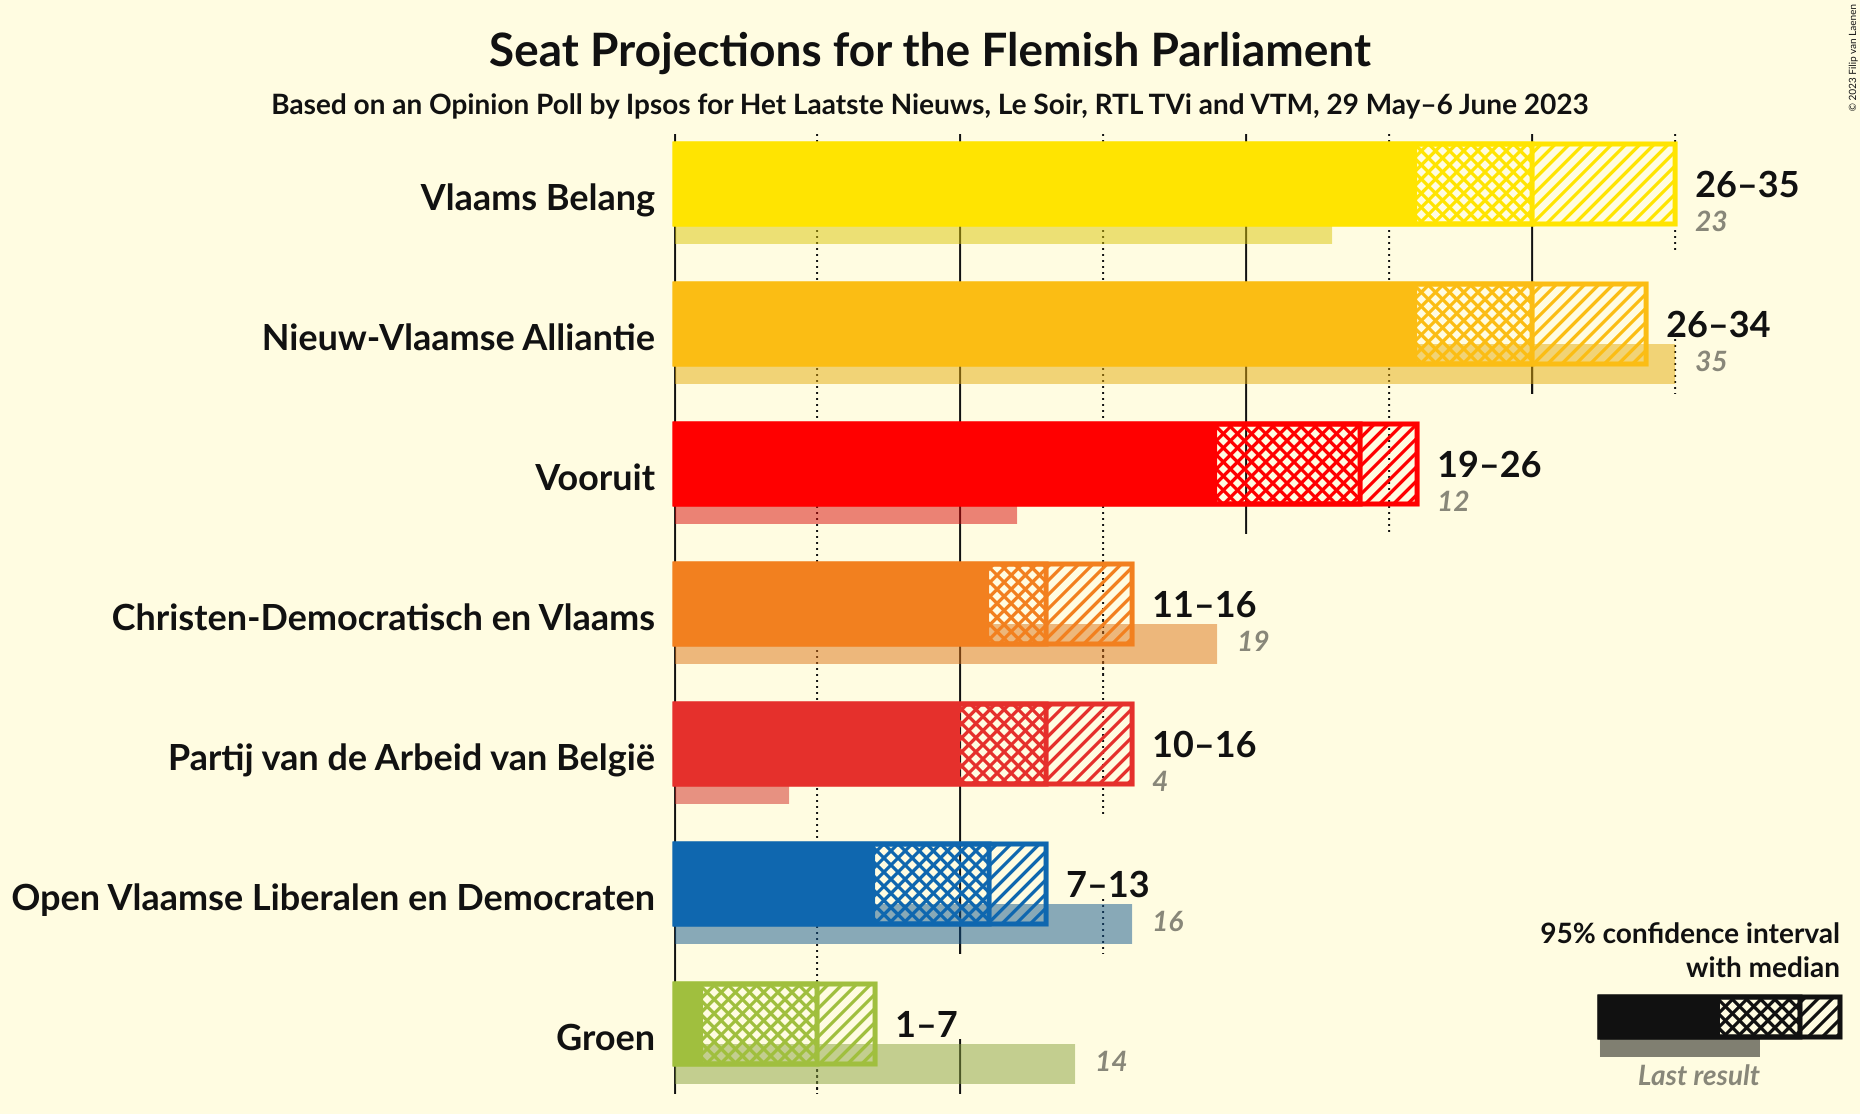 Seat Projections for the Flemish Parliament
Based on an Opinion Poll by Ipsos for Het Laatste Nieuws, Le Soir, RTL TVi and VTM, 29 May–6 June 2023
© 2023 Filip van Laenen
Vlaams Belang
26–35
23
Nieuw-Vlaamse Alliantie
26–34
35
Vooruit
19–26
12
Christen-Democratisch en Vlaams
11–16
19
Partij van de Arbeid van België
10–16
4
Open Vlaamse Liberalen en Democraten
7–13
16
Groen
1–7
14
95% confidence interval
with median
Last result